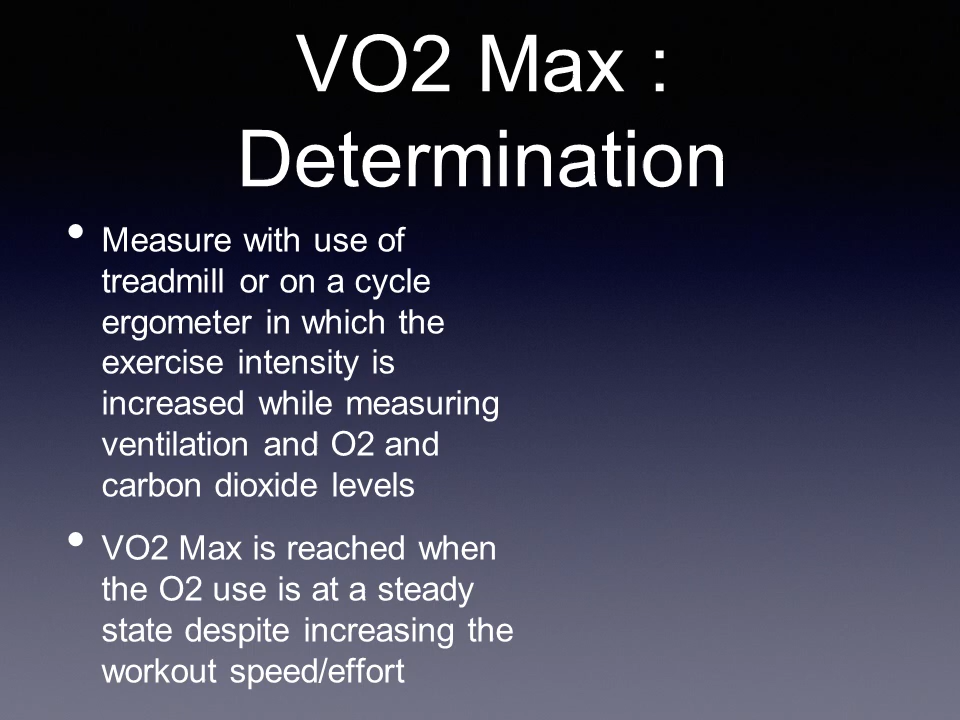 VO2 Max :
Determination
• Measure with use of
treadmill or on a cycle
ergometer in which the
exercise intensity is
increased while measuring
ventilation and O2 and
carbon dioxide levels
• VO2 Max is reached when
the O2 use is at a steady
state despite increasing the
workout speed/effort